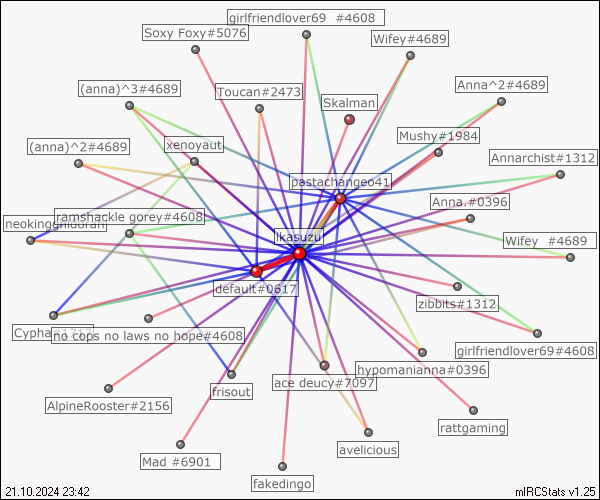 girlfriendlover69 #4608
Soxy Foxy#5076
Wifey#4689
(anna)^3#4689
Toucan#2473
Anna^2#4689
Skalman
Mushy#1984
(anna)^2#4689
xenoyaut
Annarchist#1312
pastachangeo41
Anna.#0396
ramshackle gorey#4608
ikasuzu
Wifey #4689
default#0617
zibbits#1312
no cops no laws no hope#4608
girlfriendlover69#4608
hypomanianna#0396
ace deucy#7097
frisout
AlpineRooster#2156
rattgaming
avelicious
Mad #6901
fakedingo
21.10.2024 23:42
mIRCStats v1.25